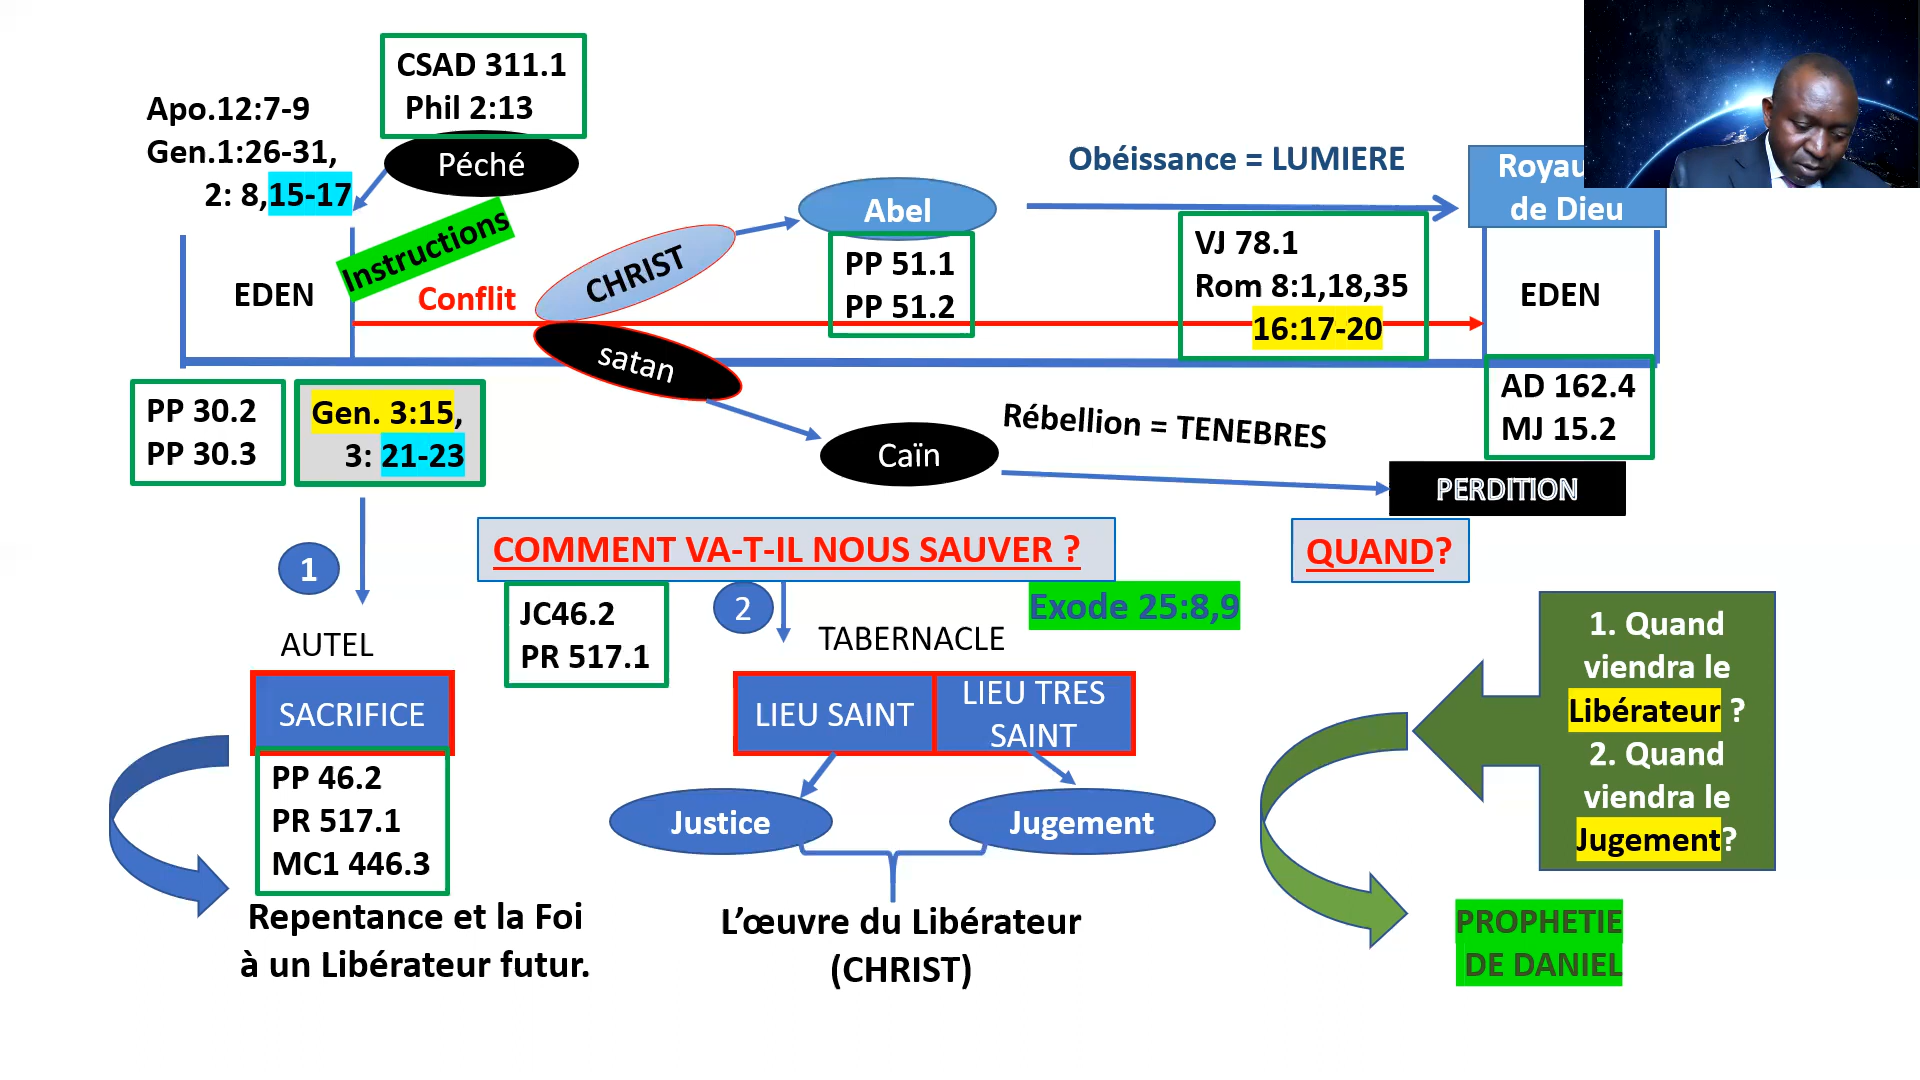 CSAD 311.1
Phil 2:13
Apo.12:7-9
Gen.1:26-31,
2: 8,15-17
Péché
Instructions
EDEN
Conflit
CHRIST
satan
Abel
PP 51.1
PP 51.2
Obéissance = LUMIERE
VJ 78.1
Rom 8:1,18,35
16:17-20
de Dieu
EDEN
AD 162.4
MJ 15.2
PP 30.2
PP 30.3
Gen. 3:15,
3: 21-23
Caïn
Rébellion = TENEBRES
PERDITION
1
COMMENT VA-T-IL NOUS SAUVER ?
QUAND?
JC46.2
PR 517.1
2
Exode 25:8,9
AUTEL
TABERNACLE
SACRIFICE
LIEU SAINT
LIEU TRES
SAINT
PP 46.2
PR 517.1
MC1 446.3
Justice
Jugement
1. Quand
viendra le
Libérateur ?
2. Quand
viendra le
Jugement?
Repentance et la Foi
à un Libérateur futur.
L'œuvre du Libérateur
(CHRIST)
PROPHETIE
DE DANIEL